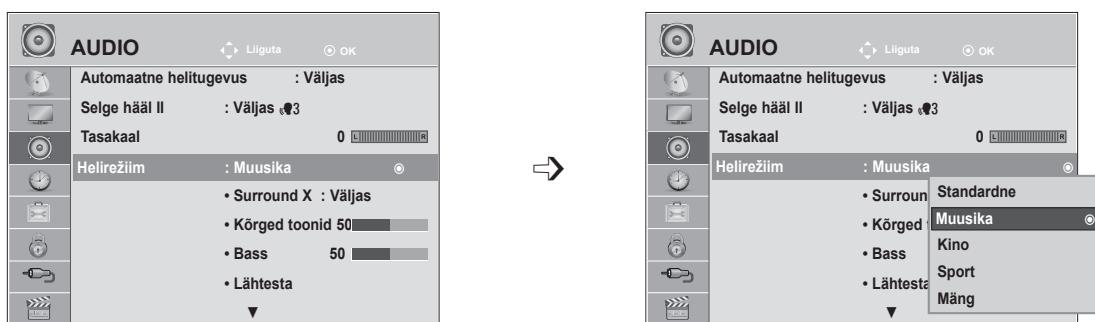 AUDIO
Liiguta
OK
Automaatne helitugevus : Väljas
Selge hääl II : Väljas 3
Tasakaal 0 L R
Helirežiim : Muusika
• Surround X : Väljas
• Kõrged toonid 50
• Bass 50
• Lähtesta
▼
AUDIO
Liiguta
OK
Automaatne helitugevus : Väljas
Selge hääl II : Väljas 3
Tasakaal 0 L R
Helirežiim : Muusika
• Surroun
• Kõrged
• Bass
• Lähtesta
▼
Standardne
Muusika
Kino
Sport
Mäng